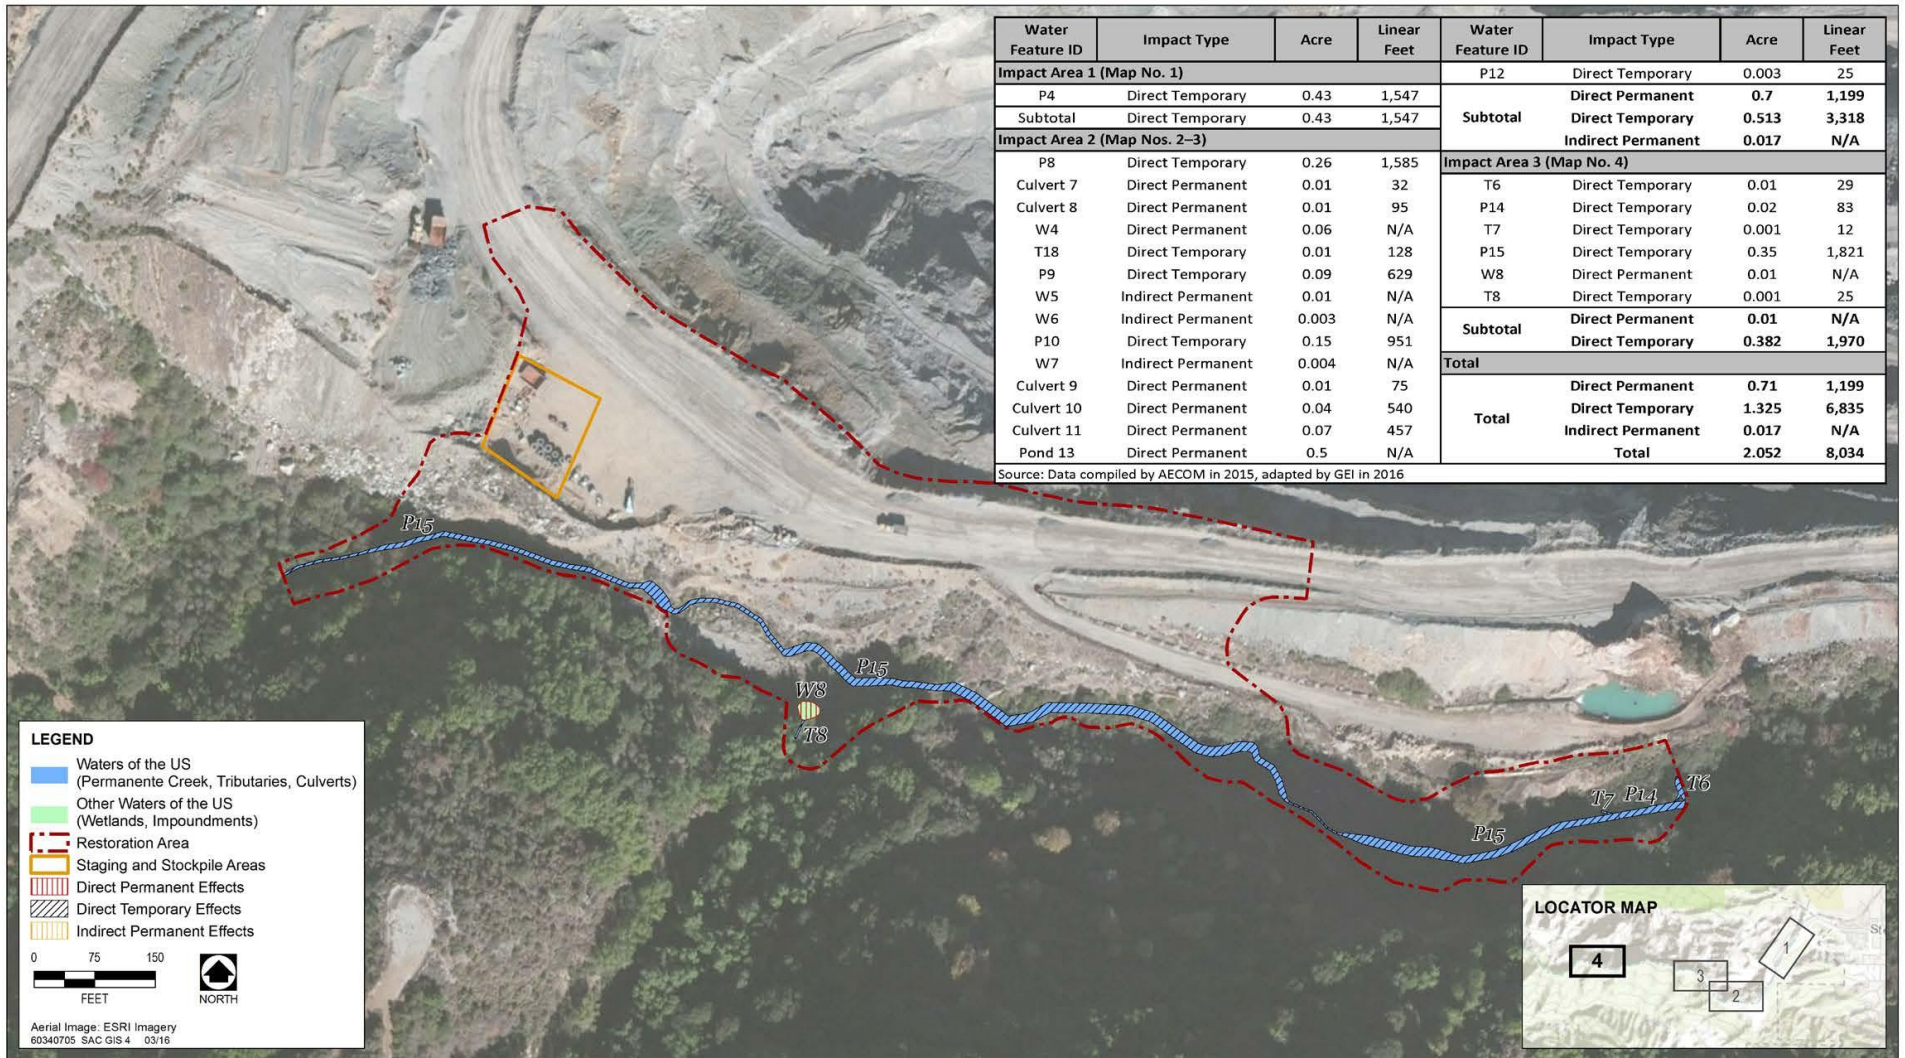 Water Feature ID Impact Type Acre Linear Feet
Impact Area 1 (Map No. 1)
P4 Direct Temporary 0.43 1,547
Subtotal Direct Temporary 0.43 1,547
Impact Area 2 (Map Nos. 2–3)
P8 Direct Temporary 0.26 1,585
Culvert 7 Direct Permanent 0.01 32
Culvert 8 Direct Permanent 0.01 95
W4 Direct Permanent 0.06 N/A
T18 Direct Temporary 0.01 128
P9 Direct Temporary 0.09 629
W5 Indirect Permanent 0.01 N/A
W6 Indirect Permanent 0.003 N/A
P10 Direct Temporary 0.15 951
W7 Indirect Permanent 0.004 N/A
Culvert 9 Direct Permanent 0.01 75
Culvert 10 Direct Permanent 0.04 540
Culvert 11 Direct Permanent 0.07 457
Pond 13 Direct Permanent 0.5 N/A
Water Feature ID Impact Type Acre Linear Feet
P12 Direct Temporary 0.003 25
Subtotal
Direct Permanent 0.7 1,199
Direct Temporary 0.513 3,318
Indirect Permanent 0.017 N/A
Impact Area 3 (Map No. 4)
T6 Direct Temporary 0.01 29
P14 Direct Temporary 0.02 83
T7 Direct Temporary 0.001 12
P15 Direct Temporary 0.35 1,821
W8 Direct Permanent 0.01 N/A
T8 Direct Temporary 0.001 25
Subtotal
Direct Permanent 0.01 N/A
Direct Temporary 0.382 1,970
Total
Total
Direct Permanent 0.71 1,199
Direct Temporary 1.325 6,835
Indirect Permanent 0.017 N/A
Total 2.052 8,034
Source: Data compiled by AECOM in 2015, adapted by GEI in 2016
P15
P15
W8
T8
P15
T7
P14
T6
LEGEND
Waters of the US
(Permanente Creek, Tributaries, Culverts)
Other Waters of the US
(Wetlands, Impoundments)
Restoration Area
Staging and Stockpile Areas
Direct Permanent Effects
Direct Temporary Effects
Indirect Permanent Effects
0 75 150
FEET
NORTH
Aerial Image: ESRI Imagery
60340705 SAC GIS 4 03/16
LOCATOR MAP
1
4
3
2